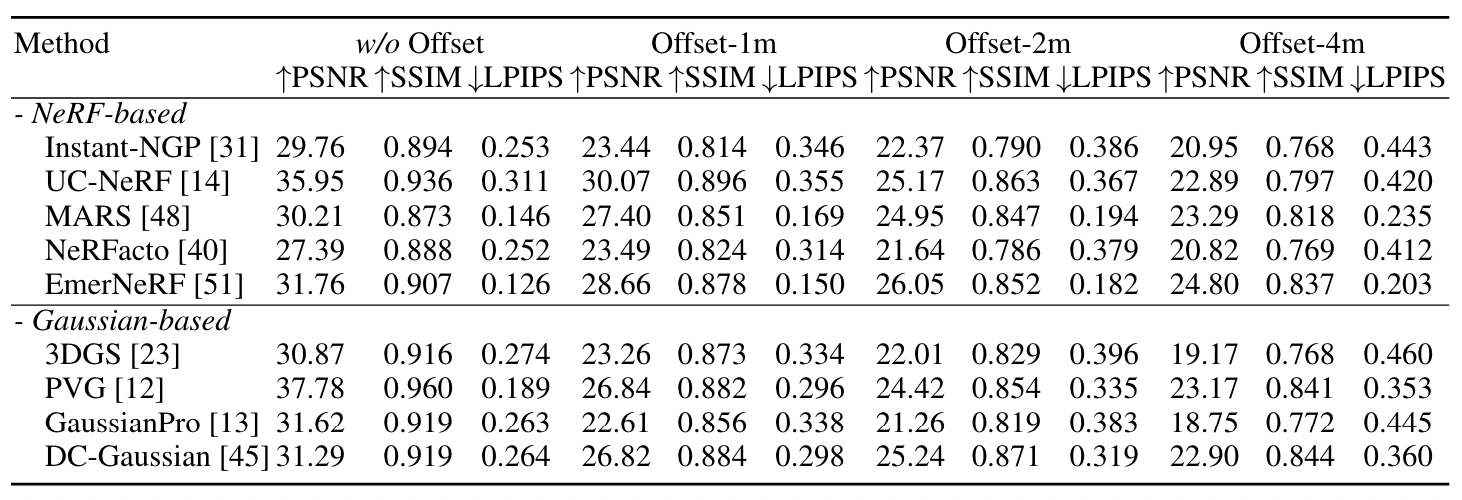 Method w/o Offset Offset-1m Offset-2m Offset-4m
↑PSNR ↑SSIM ↓LPIPS ↑PSNR ↑SSIM ↓LPIPS ↑PSNR ↑SSIM ↓LPIPS ↑PSNR ↑SSIM ↓LPIPS
- NeRF-based
Instant-NGP [31] 29.76 0.894 0.253 23.44 0.814 0.346 22.37 0.790 0.386 20.95 0.768 0.443
UC-NeRF [14] 35.95 0.936 0.311 30.07 0.896 0.355 25.17 0.863 0.367 22.89 0.797 0.420
MARS [48] 30.21 0.873 0.146 27.40 0.851 0.169 24.95 0.847 0.194 23.29 0.818 0.235
NeRFacto [40] 27.39 0.888 0.252 23.49 0.824 0.314 21.64 0.786 0.379 20.82 0.769 0.412
EmerNeRF [51] 31.76 0.907 0.126 28.66 0.878 0.150 26.05 0.852 0.182 24.80 0.837 0.203
- Gaussian-based
3DGS [23] 30.87 0.916 0.274 23.26 0.873 0.334 22.01 0.829 0.396 19.17 0.768 0.460
PVG [12] 37.78 0.960 0.189 26.84 0.882 0.296 24.42 0.854 0.335 23.17 0.841 0.353
GaussianPro [13] 31.62 0.919 0.263 22.61 0.856 0.338 21.26 0.819 0.383 18.75 0.772 0.445
DC-Gaussian [45] 31.29 0.919 0.264 26.82 0.884 0.298 25.24 0.871 0.319 22.90 0.844 0.360